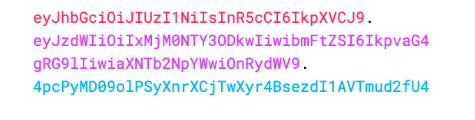 eyJhbGciOiJIUzI1NiIsInR5cCI6IkpXVCJ9.
eyJzdWIiOiIxMjM0NTY3ODkwIiwibmFtZSI6IkpvaG4
gRG9lIiwiaXNTb2NpYWwiOnRydWV9.
4pcPyMD09olPSyXnrXCjTwXyr4BsezdI1AVTmud2fU4